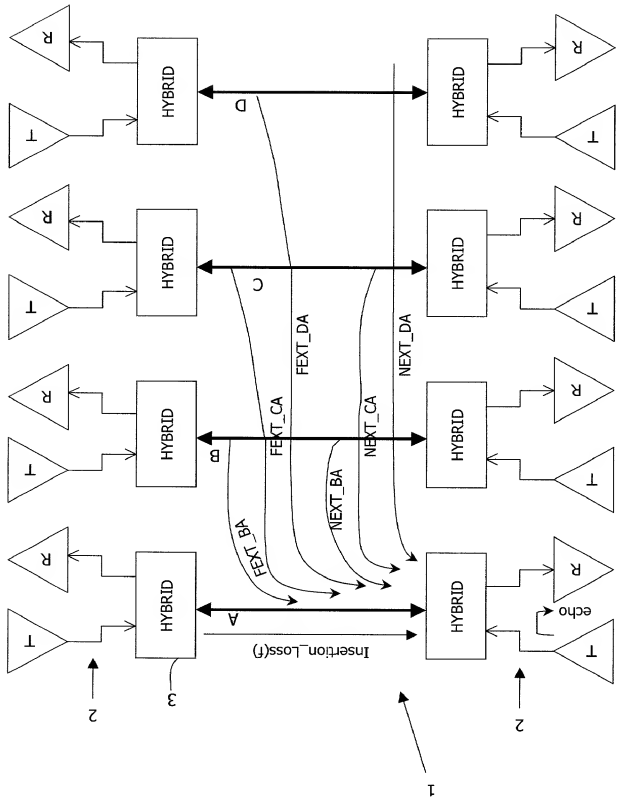 R
T
HYBRID
D
HYBRID
R
T
R
T
HYBRID
C
HYBRID
R
T
FEXT_DA
NEXT_DA
R
T
HYBRID
B
FEXT_CA
NEXT_CA
HYBRID
R
T
FEXT_BA
NEXT_BA
R
T
HYBRID
A
HYBRID
R
T
echo
Insertion_Loss(f)
2
3
2
1